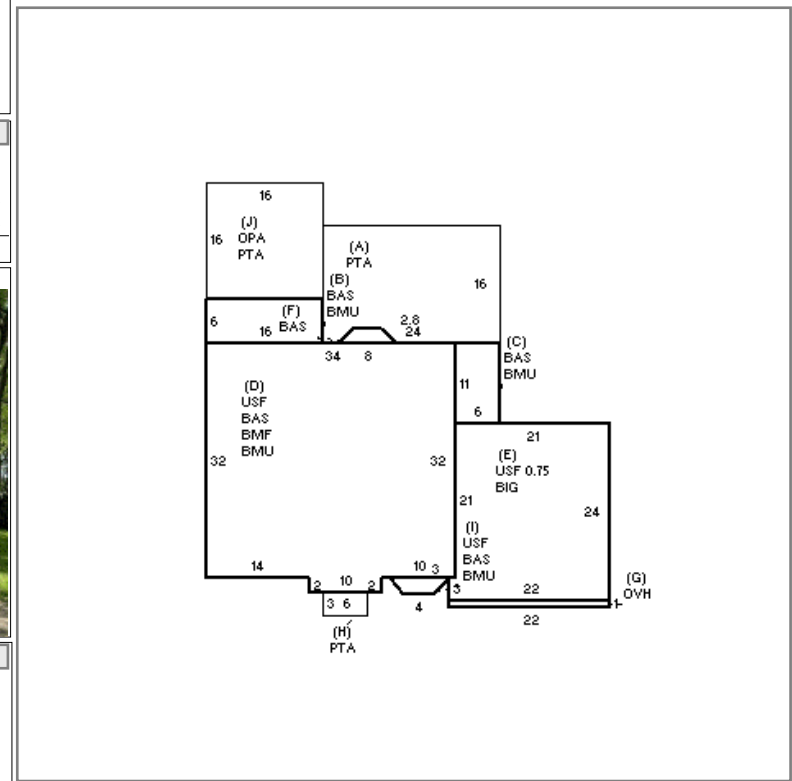 16
(J)
OPA
PTA
16
(A)
PTA
16
(B)
BAS
BMU
(F)
BAS
6
16
2.8
24
34
8
(C)
BAS
BMU
11
6
(D)
USF
BAS
BMF
BMU
32
32
21
(E)
USF 0.75
BIG
21
24
(I)
USF
BAS
BMU
14
10
3
2
10
2
3
22
(G)
OVH
1
3
6
4
22
(H)
PTA